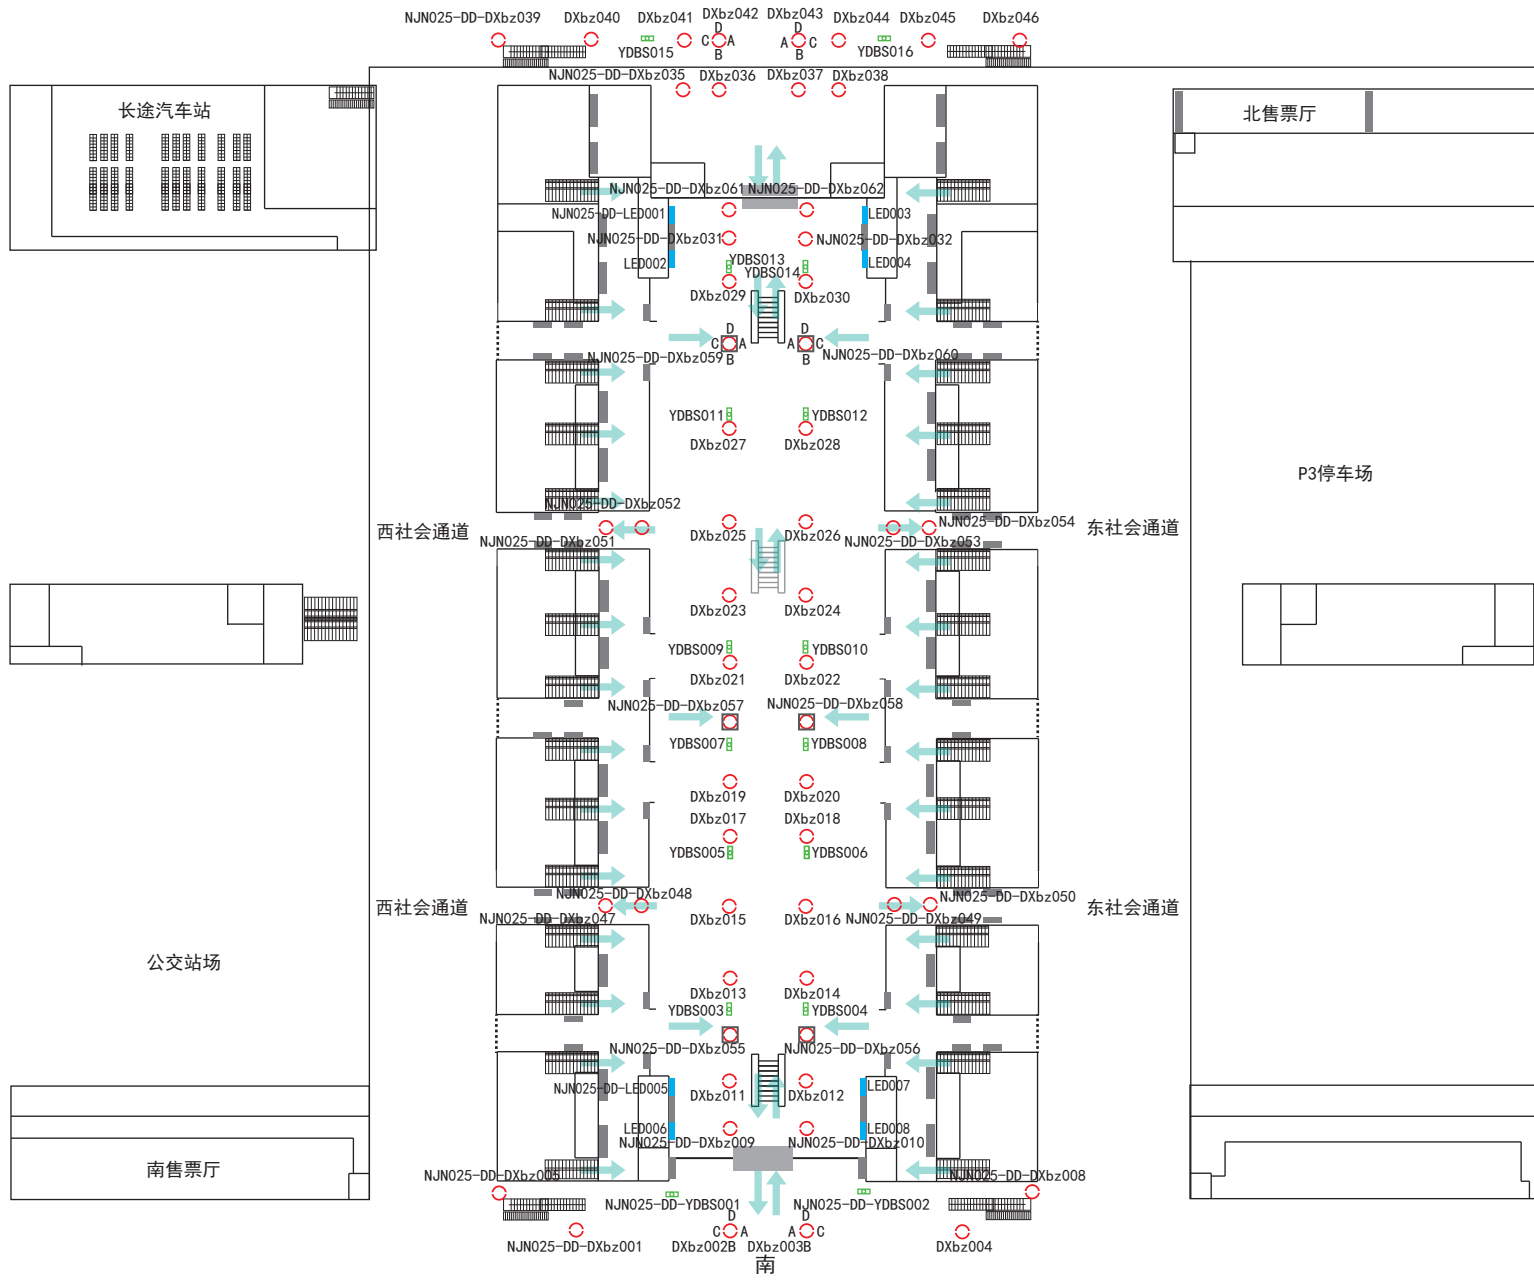 NJN025-DD-DXbz039
DXbz040
DXbz041
DXbz042
DXbz043
DXbz044
DXbz045
DXbz046
D
D
C
A
A
C
B
B
YDBS015
YDBS016
NJN025-DD-DXbz035
DXbz036
DXbz037
DXbz038
长途汽车站
北售票厅
NJN025-DD-DXbz061
NJN025-DD-DXbz062
NJN025-DD-LED001
LED003
NJN025-DD-DXbz031
NJN025-DD-DXbz032
LED002
YDBS013
LED004
YDBS014
DXbz029
DXbz030
D
D
C
A
A
C
B
B
NJN025-DD-DXbz059
NJN025-DD-DXbz060
YDBS011
YDBS012
DXbz027
DXbz028
P3停车场
NJN025-DD-DXbz052
西社会通道
DXbz025
DXbz026
NJN025-DD-DXbz054
东社会通道
NJN025-DD-DXbz051
NJN025-DD-DXbz053
DXbz023
DXbz024
YDBS009
YDBS010
DXbz021
DXbz022
NJN025-DD-DXbz057
NJN025-DD-DXbz058
YDBS007
YDBS008
DXbz019
DXbz020
DXbz017
DXbz018
YDBS005
YDBS006
NJN025-DD-DXbz048
NJN025-DD-DXbz050
西社会通道
东社会通道
NJN025-DD-DXbz047
DXbz015
DXbz016
NJN025-DD-DXbz049
公交站场
DXbz013
DXbz014
YDBS003
YDBS004
NJN025-DD-DXbz055
NJN025-DD-DXbz056
NJN025-DD-LED005
DXbz011
DXbz012
LED007
LED006
LED008
NJN025-DD-DXbz009
NJN025-DD-DXbz010
南售票厅
NJN025-DD-DXbz005
NJN025-DD-DXbz008
NJN025-DD-YDBS001
NJN025-DD-YDBS002
D
D
C
A
A
C
NJN025-DD-DXbz001
DXbz002B
DXbz003B
DXbz004
南